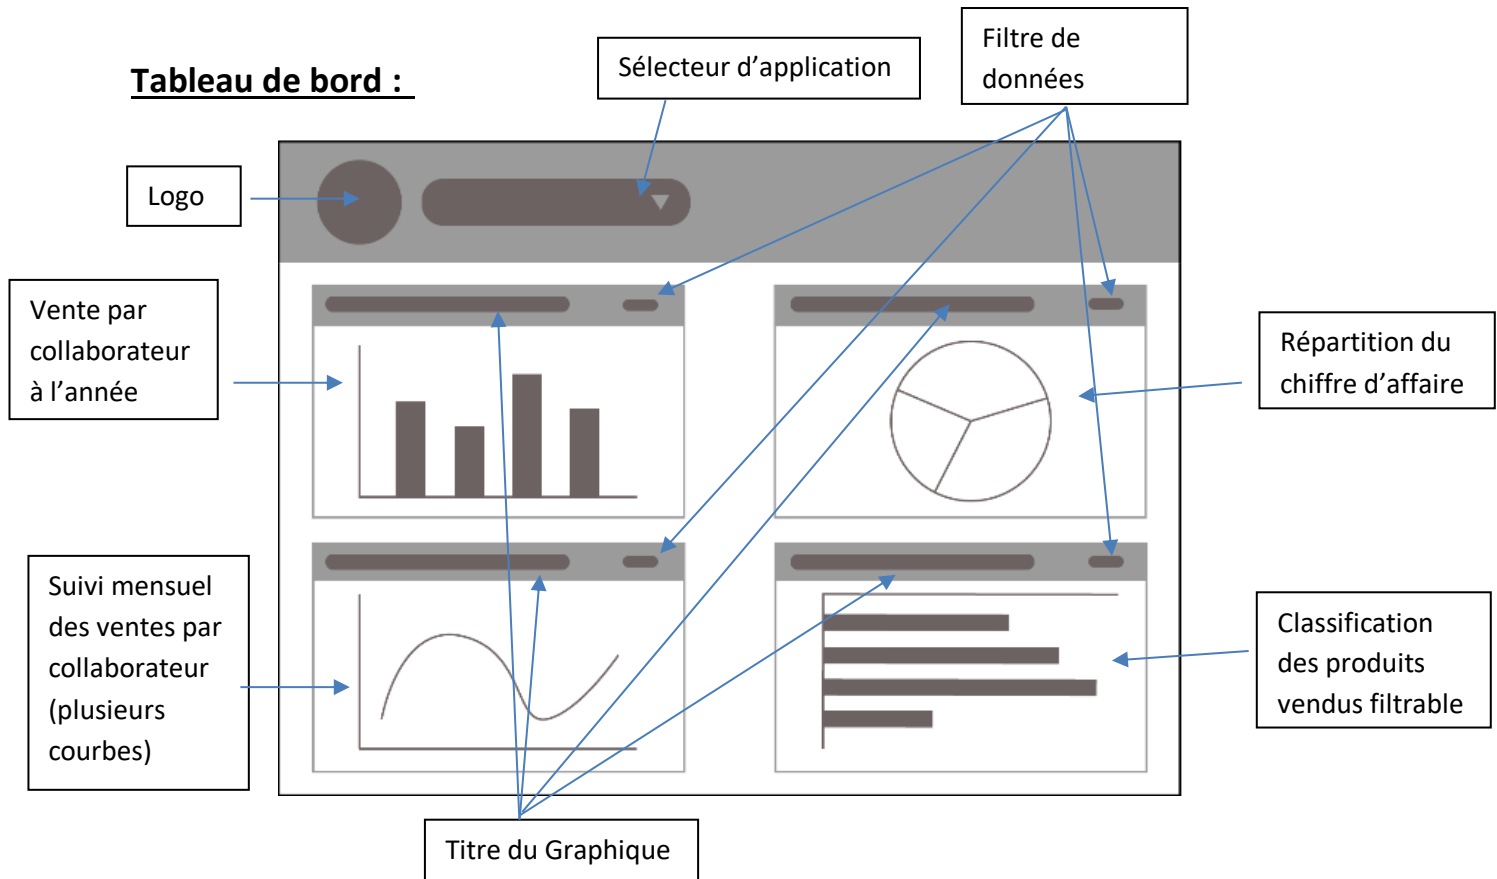 Tableau de bord :
Sélecteur d’application
Filtre de
données
Logo
Vente par
collaborateur
à l’année
Répartition du
chiffre d’affaire
Suivi mensuel
des ventes par
collaborateur
(plusieurs
courbes)
Classification
des produits
vendus filtrable
Titre du Graphique